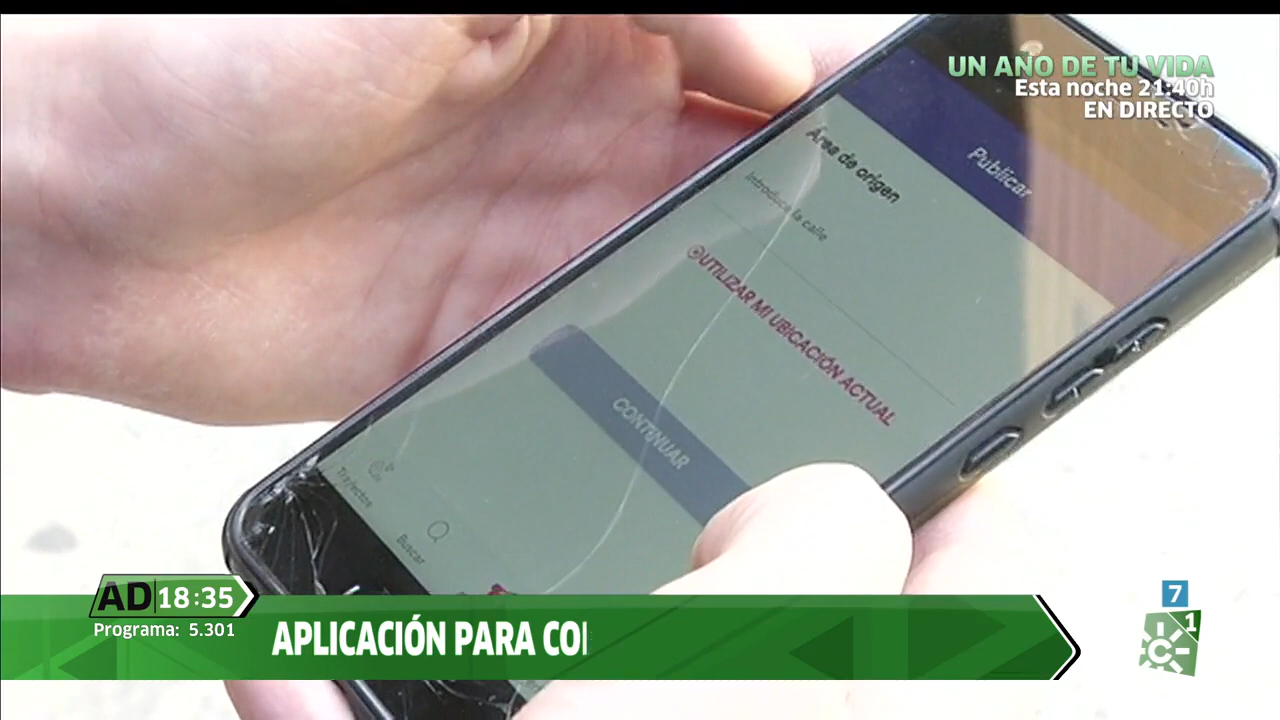 UN AÑO DE TU VIDA
Esta noche 21:40h
EN DIRECTO
Publicar
Área de origen
Introduce la calle
UTILIZAR MI UBICACIÓN ACTUAL
CONTINUAR
Trayectos
Buscar
AD 18:35
Programa: 5.301
APLICACIÓN PARA CO
7
1